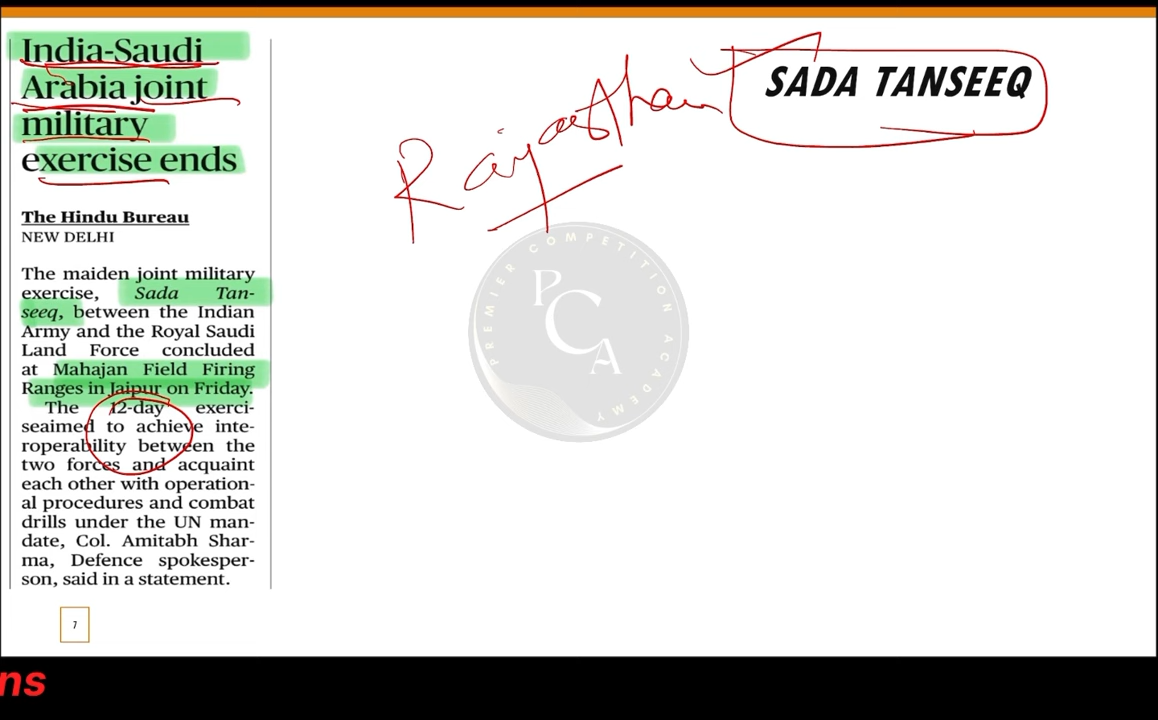 India-Saudi
Arabia joint
military
exercise ends
The Hindu Bureau
NEW DELHI
The maiden joint military
exercise, Sada Tan-
seeq, between the Indian
Army and the Royal Saudi
Land Force concluded
at Mahajan Field Firing
Ranges in Jaipur on Friday.
The 12-day exerci-
seaimed to achieve inte-
roperability between the
two forces and acquaint
each other with operation-
al procedures and combat
drills under the UN man-
date, Col. Amitabh Shar-
ma, Defence spokesper-
son, said in a statement.
7
SADA TANSEEQ
Rajasthan
PREMIER COMPETITION ACADEMY
PCA
ns